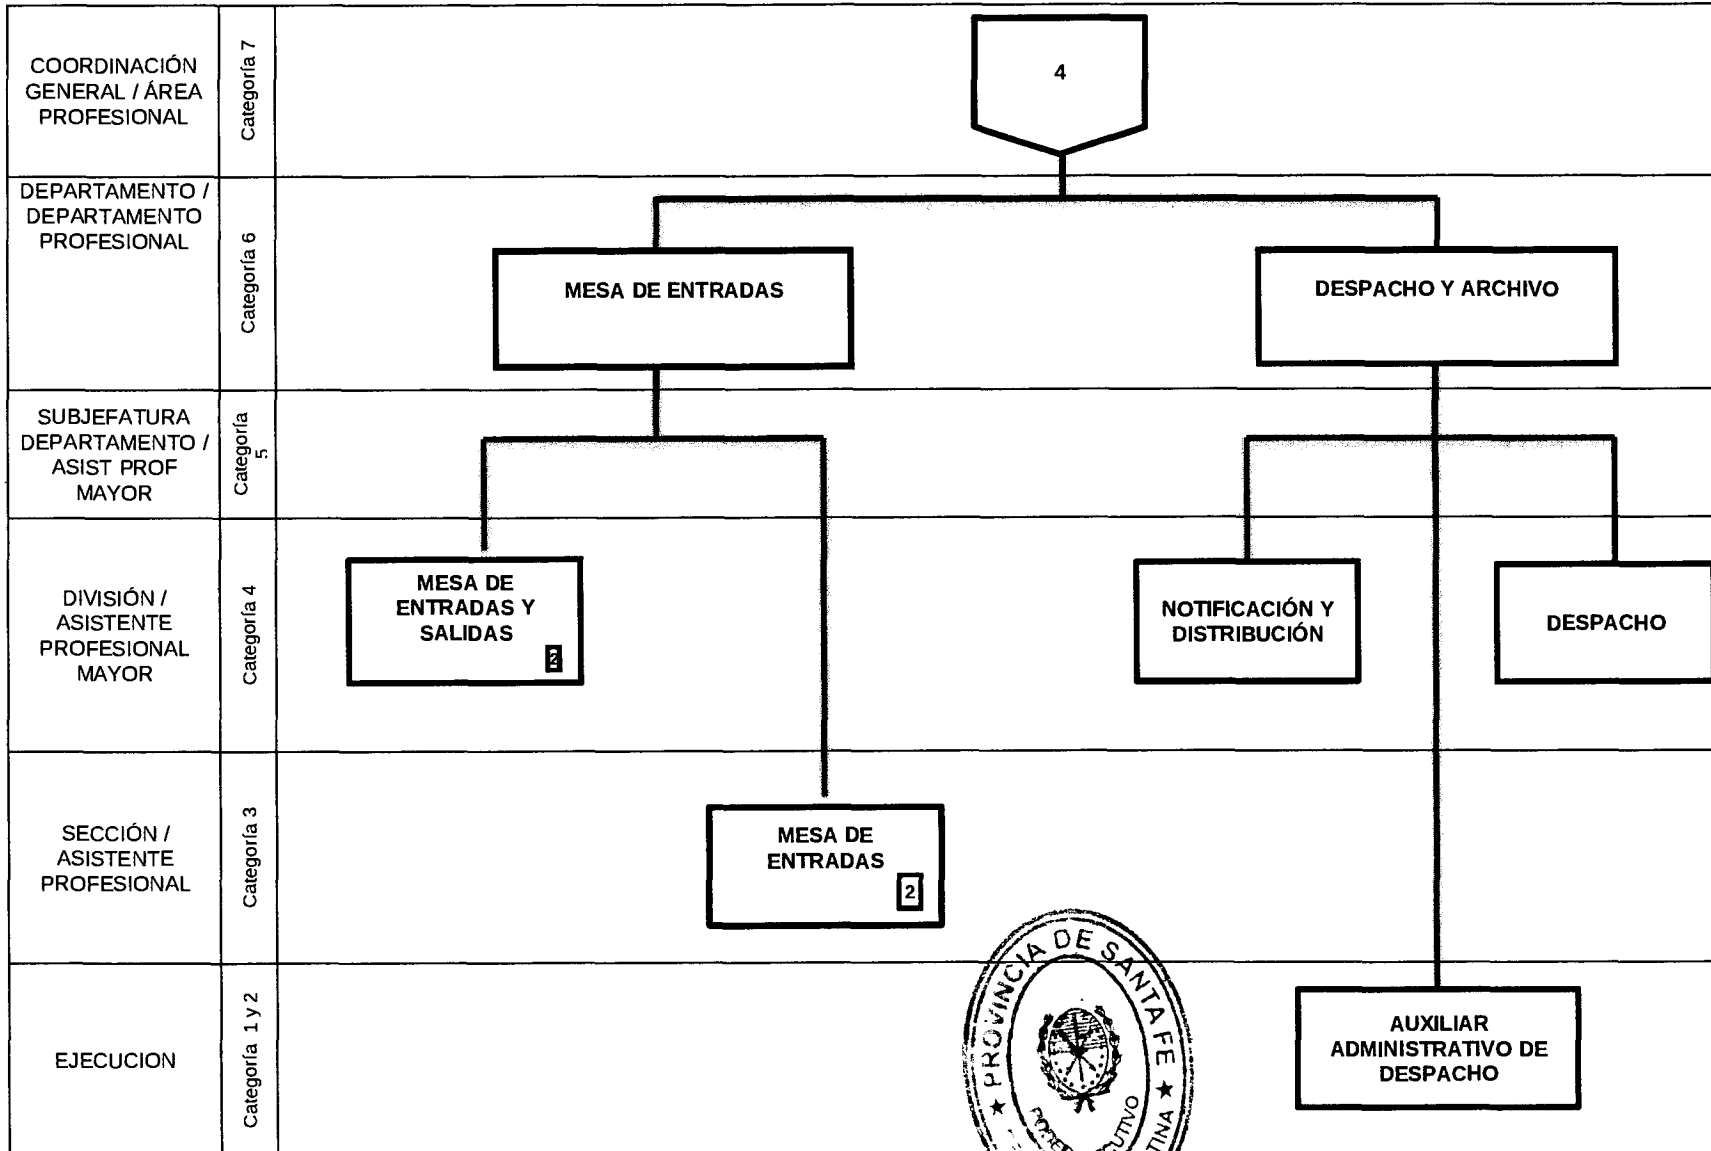 COORDINACIÓN
GENERAL / ÁREA
PROFESIONAL
Categoría 7
4
DEPARTAMENTO /
DEPARTAMENTO
PROFESIONAL
Categoría 6
MESA DE ENTRADAS
DESPACHO Y ARCHIVO
SUBJEFATURA
DEPARTAMENTO /
ASIST PROF
MAYOR
Categoría
5
DIVISIÓN /
ASISTENTE
PROFESIONAL
MAYOR
Categoría 4
MESA DE
ENTRADAS Y
SALIDAS
2
NOTIFICACIÓN Y
DISTRIBUCIÓN
DESPACHO
SECCIÓN /
ASISTENTE
PROFESIONAL
Categoría 3
MESA DE
ENTRADAS
2
EJECUCION
Categoría 1 y 2
★ PROVINCIA DE SANTA FE ★
AUXILIAR
ADMINISTRATIVO DE
DESPACHO